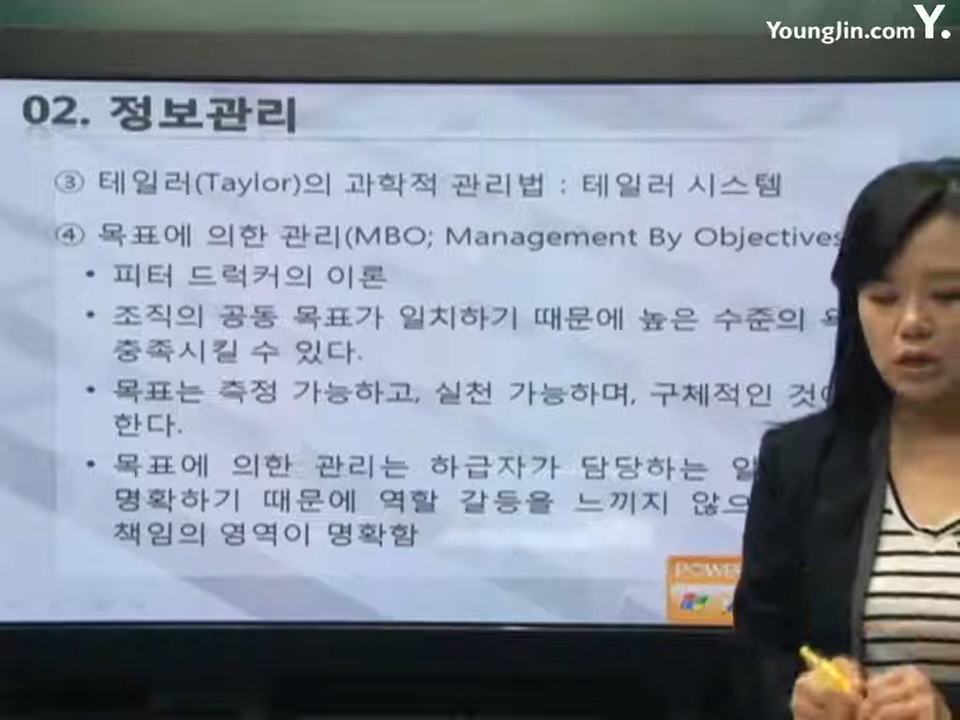 YoungJin.com Y.
02. 정보관리
③ 테일러(Taylor)의 과학적 관리법 : 테일러 시스템
④ 목표에 의한 관리(MBO; Management By Objectives
• 피터 드럭커의 이론
• 조직의 공동 목표가 일치하기 때문에 높은 수준의
충족시킬 수 있다.
• 목표는 측정 가능하고, 실천 가능하며, 구체적인
한다.
• 목표에 의한 관리는 하급자가 담당하는
명확하기 때문에 역할 갈등을 느끼지
책임의 영역이 명확함